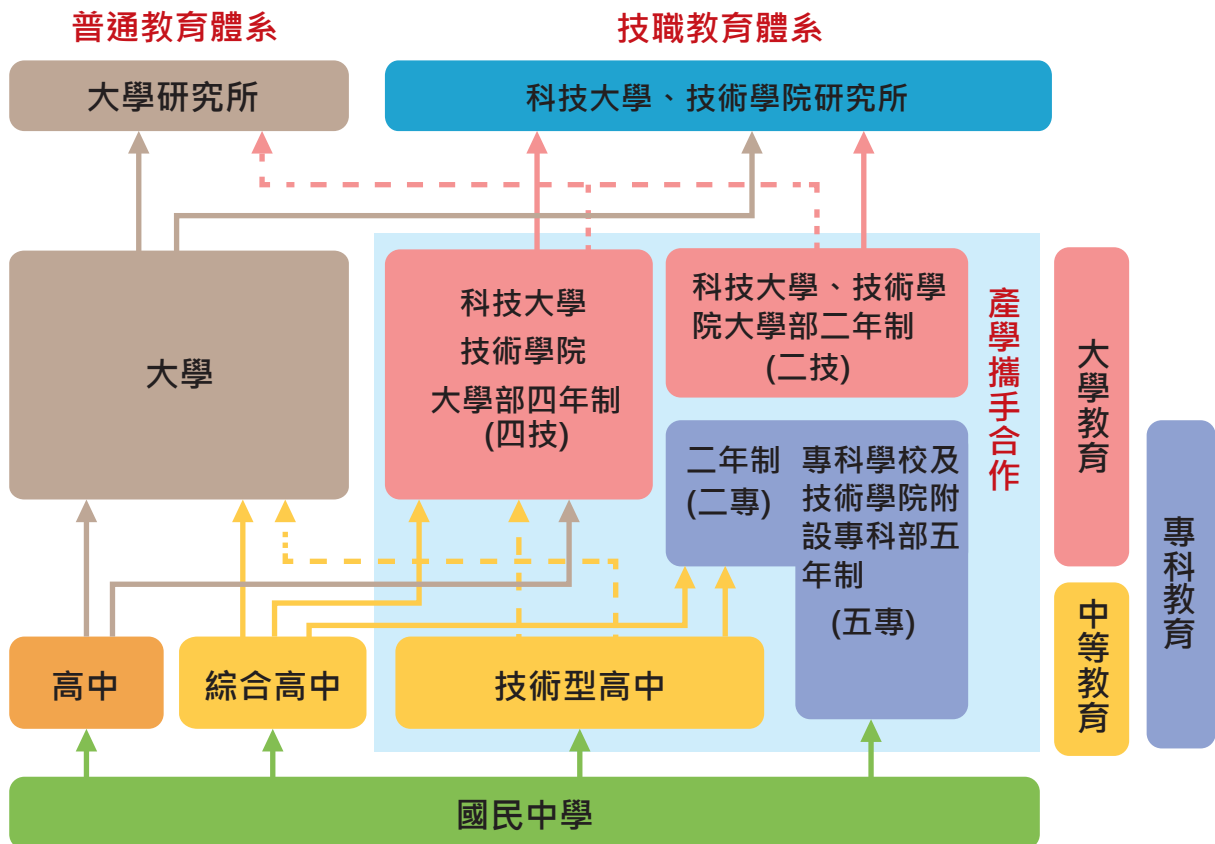 普通教育體系
技職教育體系
大學研究所
科技大學、技術學院研究所
大學
科技大學
技術學院
大學部四年制
(四技)
科技大學、技術學
院大學部二年制
(二技)
二年制
(二專)
專科學校及
技術學院附
設專科部五
年制
(五專)
產學攜手合作
大學教育
專科教育
中等教育
高中
綜合高中
技術型高中
國民中學